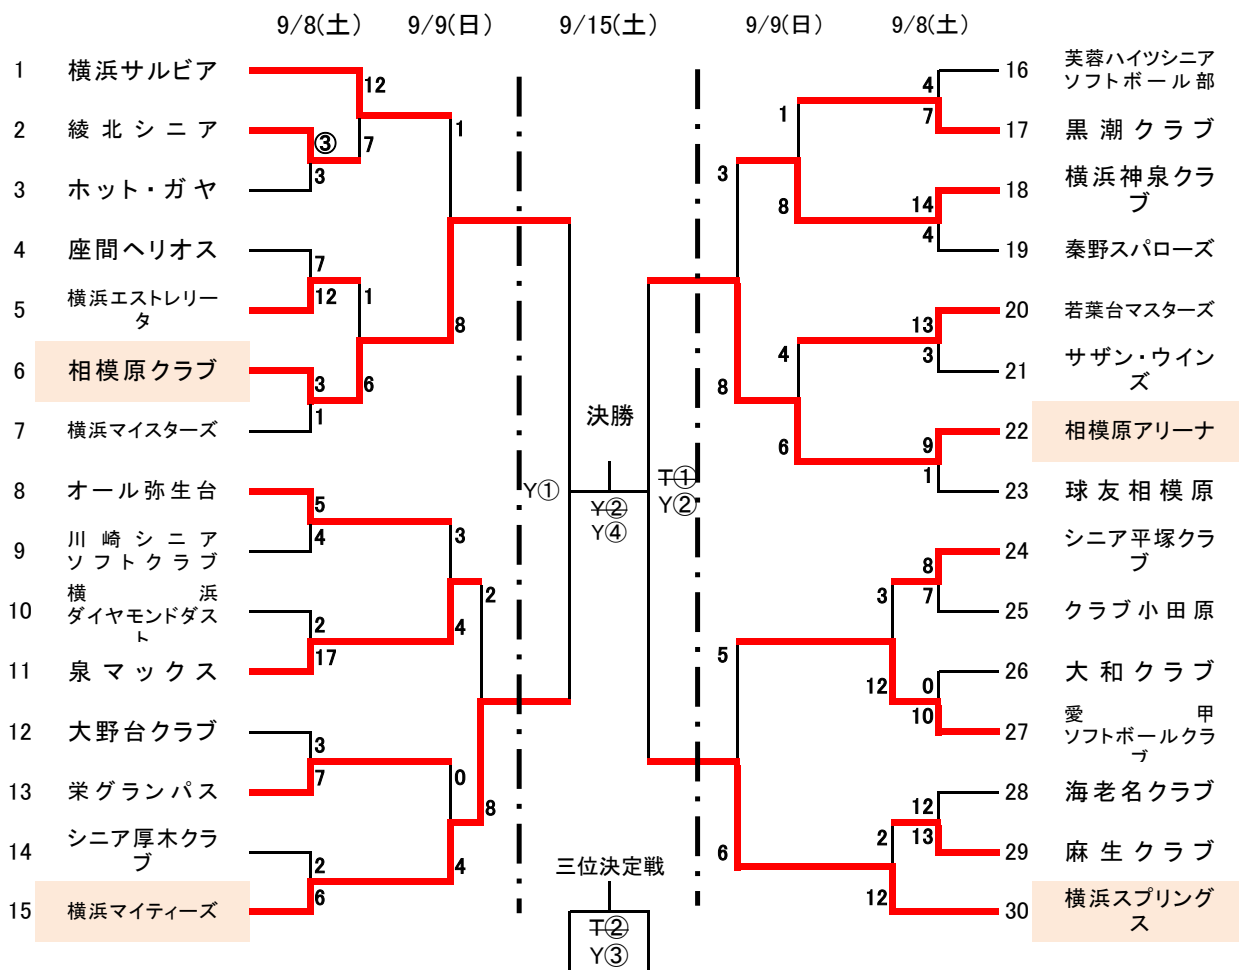 9/8(土) 9/9(日) 9/15(土) 9/9(日) 9/8(土)
1 横浜サルビア
12
2 綾北シニア
③
7
1
3 ホット・ガヤ
3
4 座間ヘリオス
7
5 横浜エストレリー
タ
12
1
8
6 相模原クラブ
3
6
7 横浜マイスターズ
1
8 オール弥生台
5
3
9 川崎シニア
ソフトクラブ
4
2
10 横浜
ダイヤモンドダス
ト
2
4
11 泉マックス
17
12 大野台クラブ
3
0
13 栄グランパス
7
8
14 シニア厚木クラ
ブ
2
4
15 横浜マイティーズ
6
Y①
決勝
Y②
Y④
T①
Y②
三位決定戦
T②
Y③
16 芙蓉ハイツシニア
ソフトボール部
4
1
17 黒潮クラブ
7
3
18 横浜神泉クラ
ブ
14
8
19 秦野スパローズ
4
20 若葉台マスターズ
13
4
21 サザン・ウイン
ズ
3
8
22 相模原アリーナ
9
6
23 球友相模原
1
24 シニア平塚クラ
ブ
8
3
25 クラブ小田原
7
5
26 大和クラブ
0
12
27 愛甲
ソフトボールクラ
ブ
10
28 海老名クラブ
12
2
29 麻生クラブ
13
6
30 横浜スプリング
ス
12